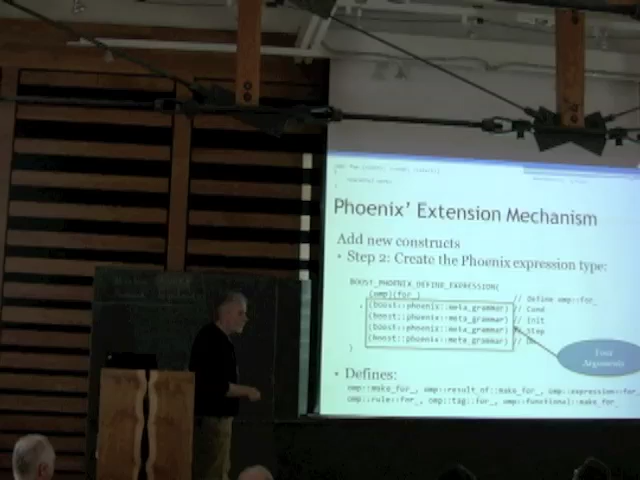 Phoenix' Extension Mechanism
Add new constructs
• Step 2: Create the Phoenix expression type:
BOOST_PHOENIX_DEFINE_EXPRESSION(
(omp)(for_) // Define omp::for_
, (boost::phoenix::meta_grammar) // Cond
(boost::phoenix::meta_grammar) // Init
(boost::phoenix::meta_grammar) // Step
(boost::phoenix::meta_grammar) //
)
Arguments
• Defines:
omp::make_for_, omp::result_of::make_for_, omp::expression::for_
omp::rule::for_, omp::tag::for_, omp::functional::make_for_